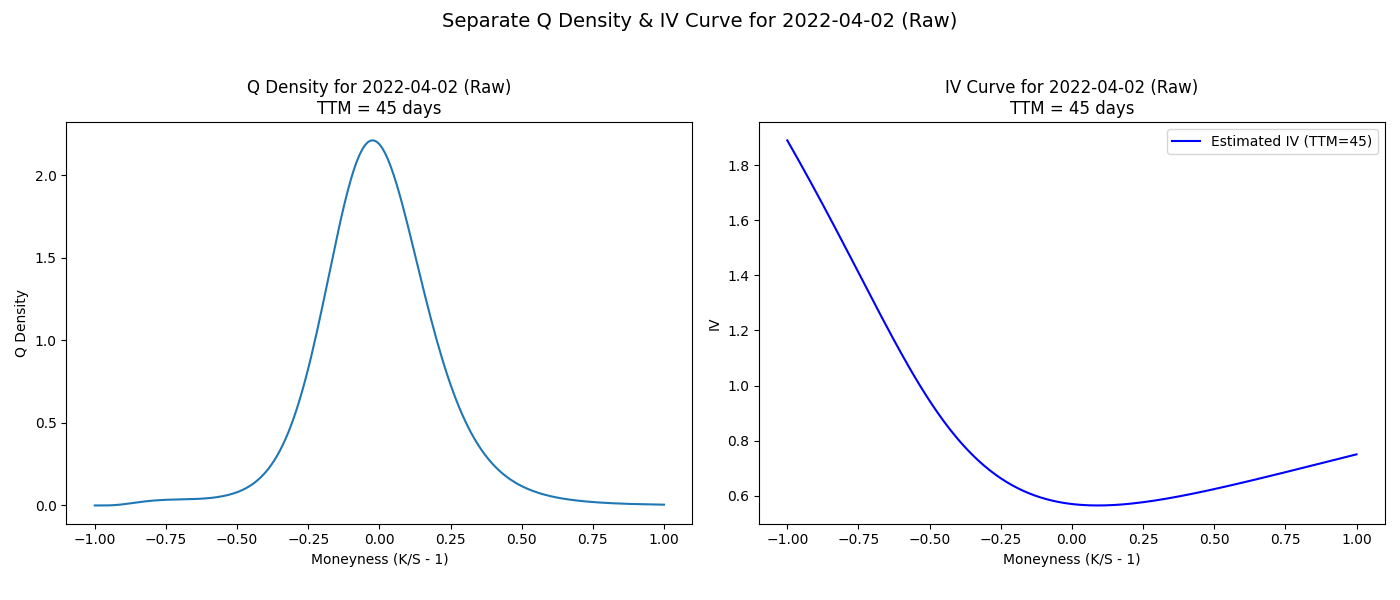 Separate Q Density & IV Curve for 2022-04-02 (Raw)
Q Density for 2022-04-02 (Raw)
TTM = 45 days
Q Density
2.0
1.5
1.0
0.5
0.0
−1.00 −0.75 −0.50 −0.25 0.00 0.25 0.50 0.75 1.00
Moneyness (K/S - 1)
IV Curve for 2022-04-02 (Raw)
TTM = 45 days
Estimated IV (TTM=45)
IV
1.8
1.6
1.4
1.2
1.0
0.8
0.6
−1.00 −0.75 −0.50 −0.25 0.00 0.25 0.50 0.75 1.00
Moneyness (K/S - 1)